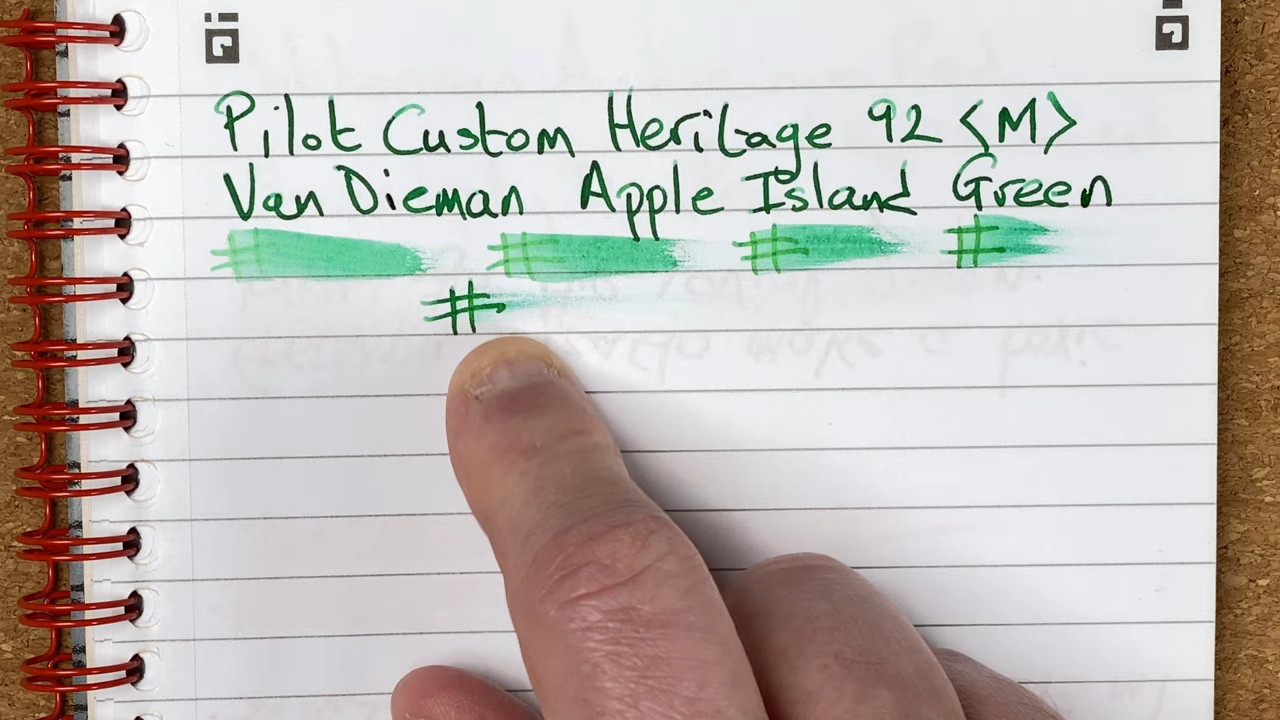 Pilot Custom Heritage 92 <M>
Van Dieman Apple Island Green
# # # #
#